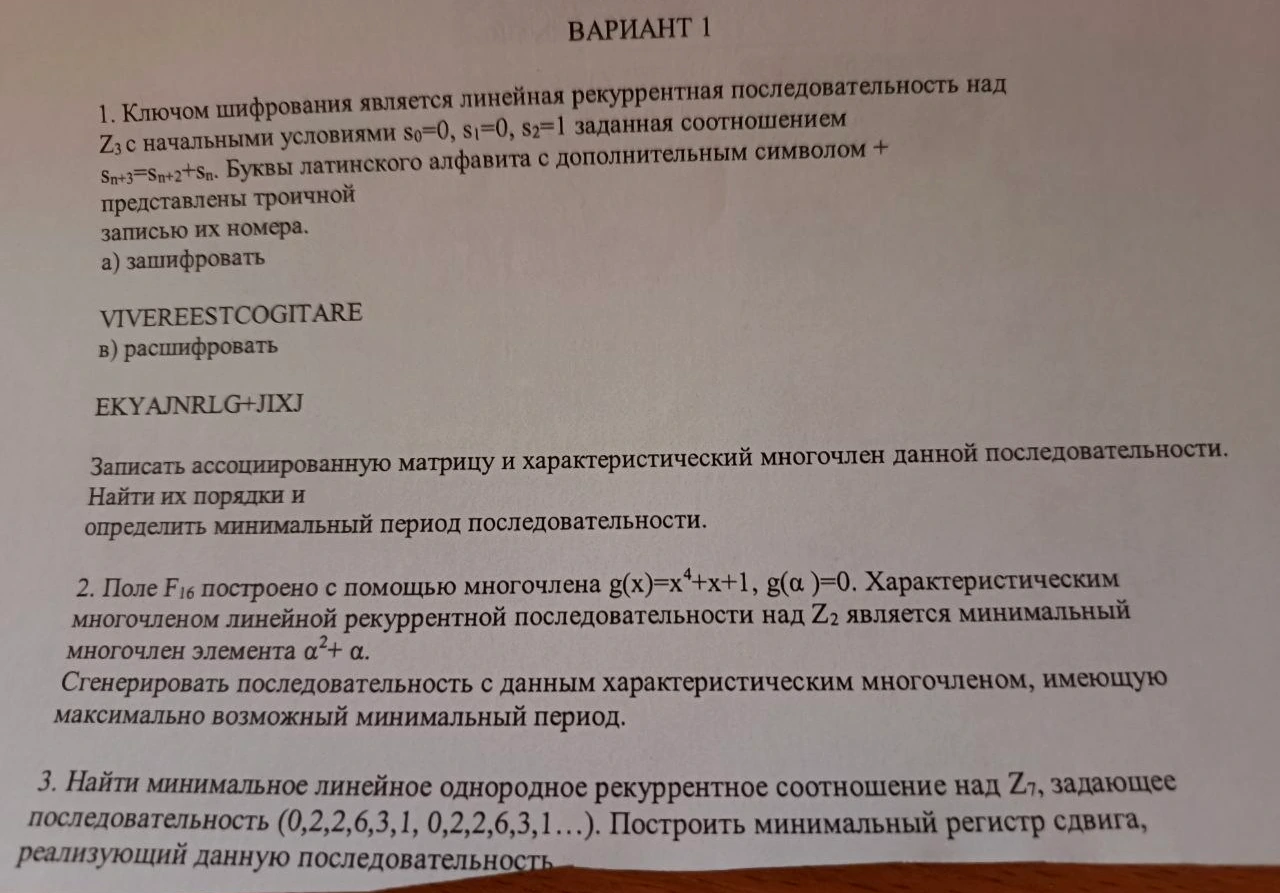 ВАРИАНТ 1
1. Ключом шифрования является линейная рекуррентная последовательность над
Z₃ с начальными условиями s₀=0, s₁=0, s₂=1 заданная соотношением
sₙ₊₃=sₙ₊₂+sₙ. Буквы латинского алфавита с дополнительным символом +
представлены троичной
записью их номера.
а) зашифровать
VIVEREESTCOGITARE
в) расшифровать
EKYAJNRLG+JIXJ
Записать ассоциированную матрицу и характеристический многочлен данной последовательности.
Найти их порядки и
определить минимальный период последовательности.
2. Поле F₁₆ построено с помощью многочлена g(x)=x⁴+x+1, g(α )=0. Характеристическим
многочленом линейной рекуррентной последовательности над Z₂ является минимальный
многочлен элемента α²+ α.
Сгенерировать последовательность с данным характеристическим многочленом, имеющую
максимально возможный минимальный период.
3. Найти минимальное линейное однородное рекуррентное соотношение над Z₇, задающее
последовательность (0,2,2,6,3,1, 0,2,2,6,3,1…). Построить минимальный регистр сдвига,
реализующий данную последовательность